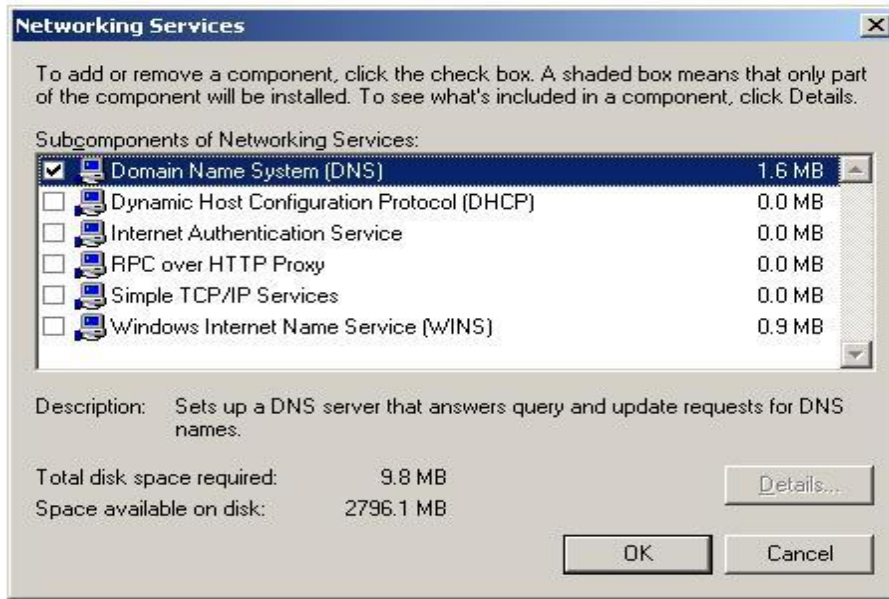 Networking Services
To add or remove a component, click the check box. A shaded box means that only part
of the component will be installed. To see what's included in a component, click Details.
Subcomponents of Networking Services:
Domain Name System (DNS) 1.6 MB
Dynamic Host Configuration Protocol (DHCP) 0.0 MB
Internet Authentication Service 0.0 MB
RPC over HTTP Proxy 0.0 MB
Simple TCP/IP Services 0.0 MB
Windows Internet Name Service (WINS) 0.9 MB
Description: Sets up a DNS server that answers query and update requests for DNS
names.
Total disk space required: 9.8 MB
Space available on disk: 2796.1 MB
Details...
OK Cancel